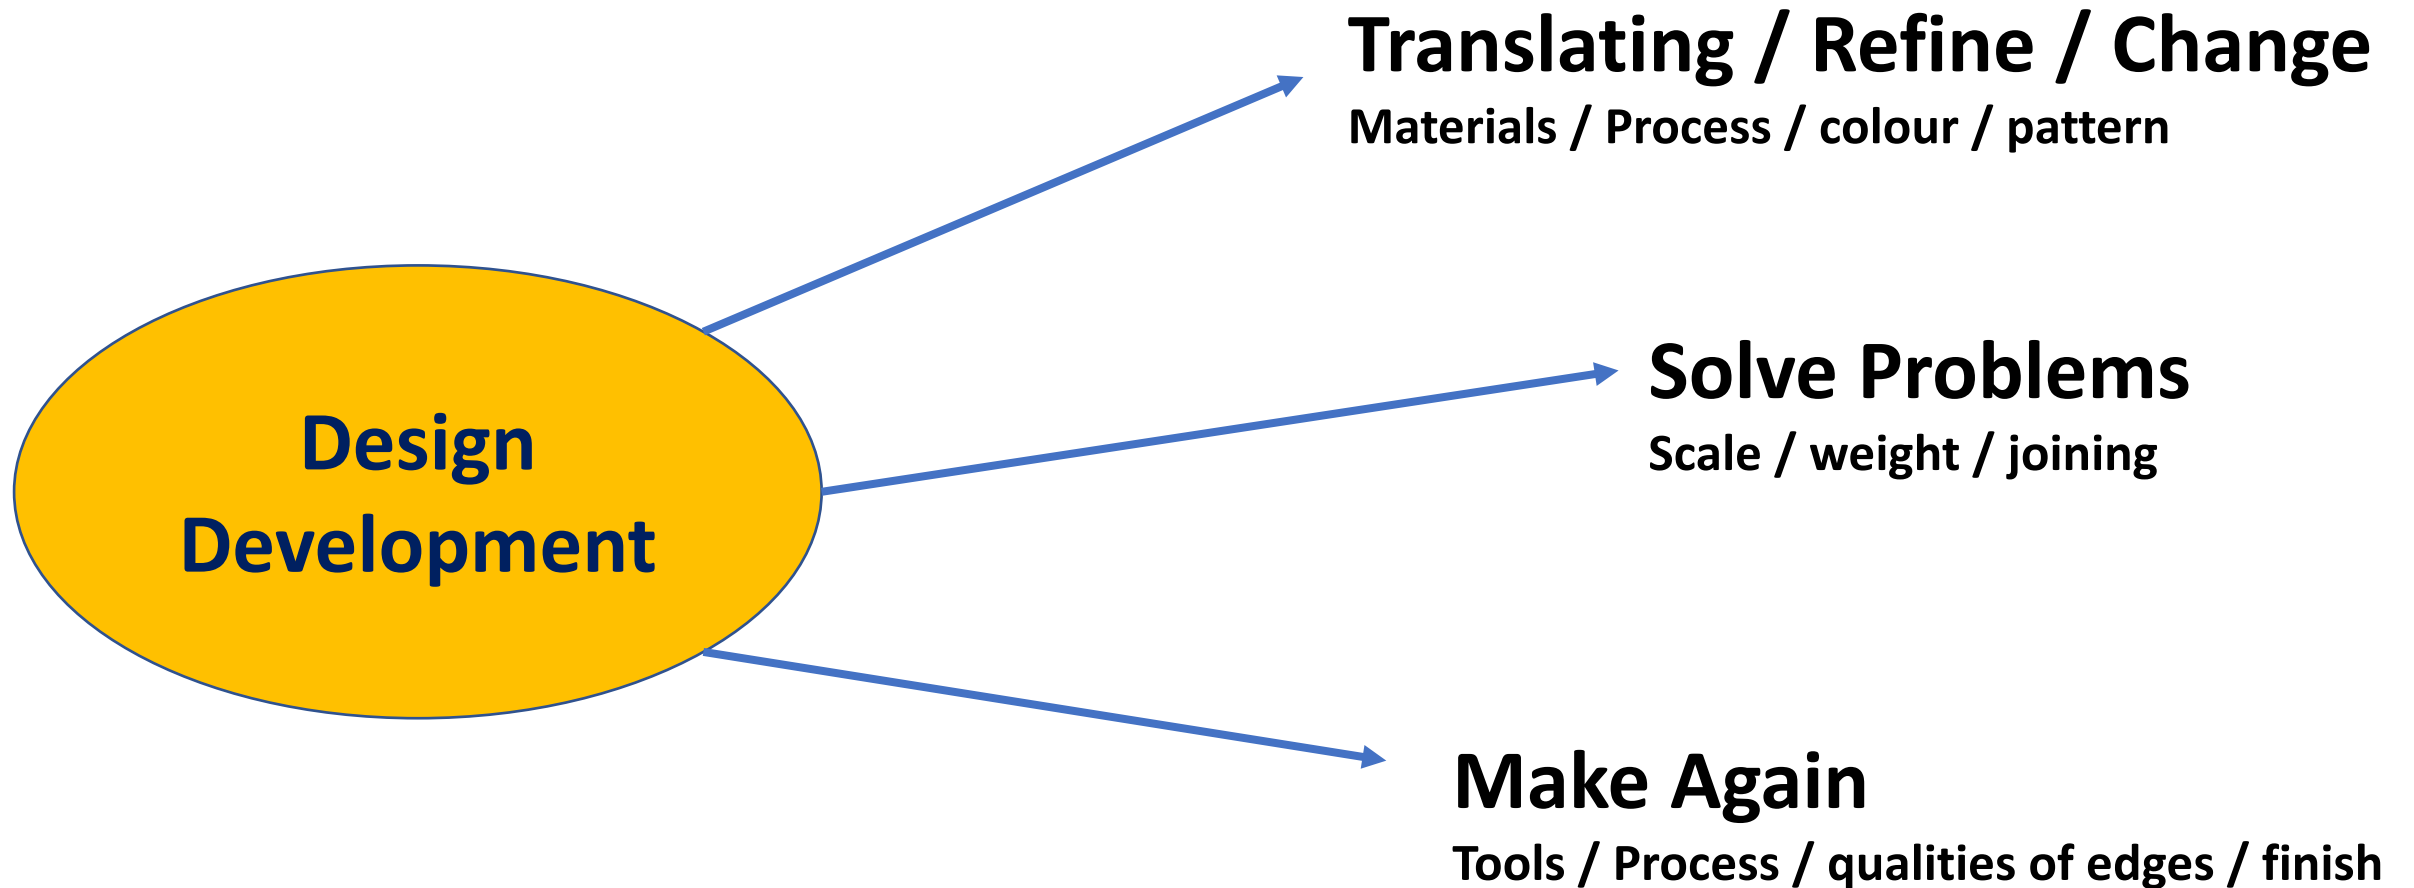 Translating / Refine / Change
Materials / Process / colour / pattern
Design
Development
Solve Problems
Scale / weight / joining
Make Again
Tools / Process / qualities of edges / finish